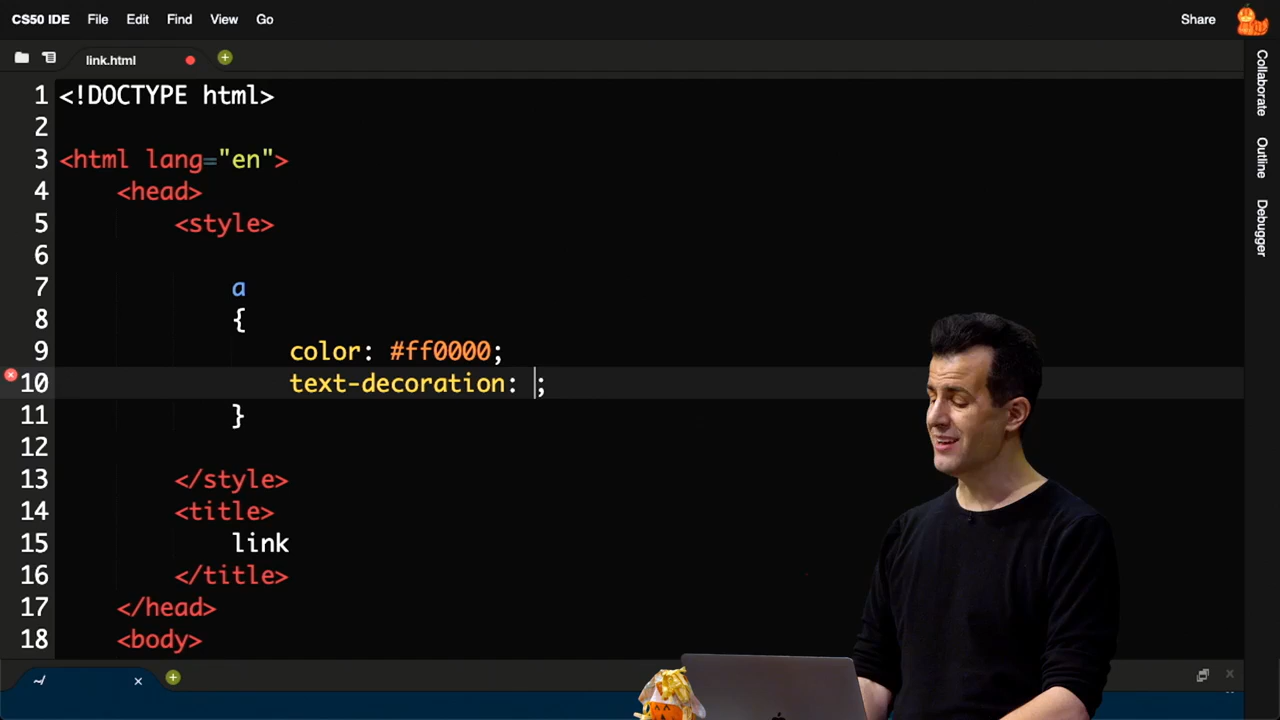 CS50 IDE File Edit Find View Go Share
link.html
Collaborate
Outline
Debugger
1 <!DOCTYPE html>
2
3 <html lang="en">
4 <head>
5 <style>
6
7 a
8 {
9 color: #ff0000;
10 text-decoration: ;
11 }
12
13 </style>
14 <title>
15 link
16 </title>
17 </head>
18 <body>